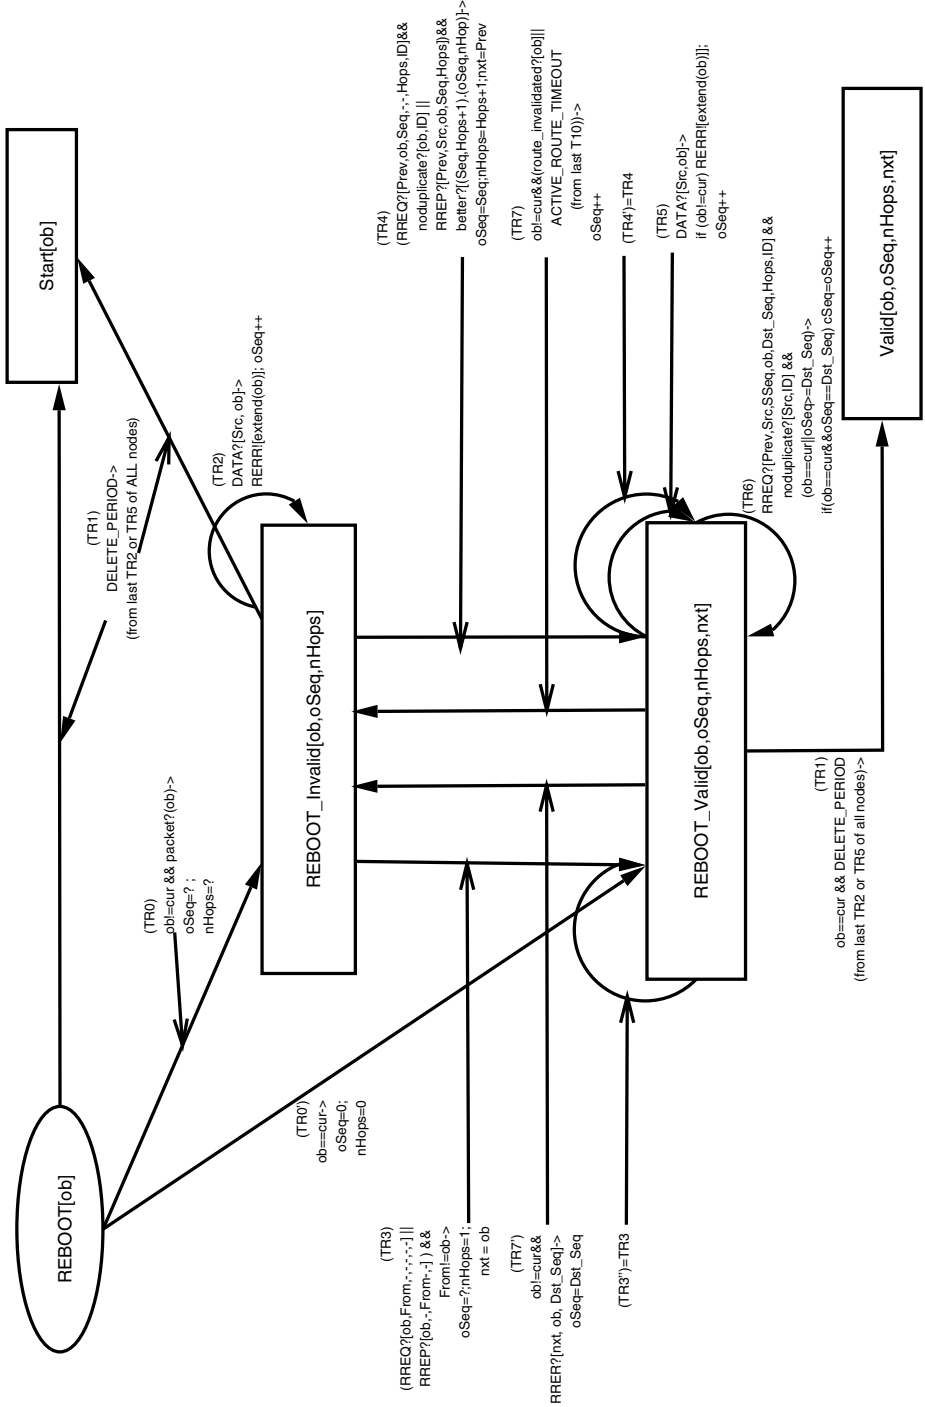 REBOOT[ob]
Start[ob]
(TR1)
DELETE_PERIOD->
(from last TR2 or TR5 of ALL nodes)
(TR0)
ob!=cur && packet?(ob)->
oSeq=? ;
nHops=?
(TR2)
DATA?[Src, ob]->
RERR![extend(ob)]; oSeq++
REBOOT_Invalid[ob,oSeq,nHops]
(TR0')
ob==cur->
oSeq=0;
nHops=0
(TR3)
(RREQ?[ob,From,-,-,-,-] ||
RREP?[ob,-,From-,-] ) &&
From!=ob->
oSeq=?;nHops=1;
nxt = ob
(TR4)
(RREQ?[Prev,ob,Seq,-,-,Hops,ID]&&
noduplicate?[ob,ID] ||
RREP?[Prev,Src,ob,Seq,Hops])&&
better?[(Seq,Hops+1).(oSeq,nHop)]->
oSeq=Seq;nHops=Hops+1;nxt=Prev
(TR7')
ob!=cur&&
RRER?[nxt, ob, Dst_Seq]->
oSeq=Dst_Seq
(TR7)
ob!=cur&&(route_invalidated?[ob]||
ACTIVE_ROUTE_TIMEOUT
(from last T10))->
oSeq++
(TR3'')=TR3
(TR4')=TR4
(TR5)
DATA?[Src,ob]->
if (ob!=cur) RERR![extend(ob)]];
oSeq++
REBOOT_Valid[ob,oSeq,nHops,nxt]
(TR6)
RREQ?[Prev,Src,SSeq,ob,Dst_Seq,Hops,ID] &&
noduplicate?[Src,ID] &&
(ob==cur||oSeq>=Dst_Seq)->
if(ob==cur&&oSeq==Dst_Seq) cSeq=oSeq++
(TR1)
ob==cur && DELETE_PERIOD
(from last TR2 or TR5 of all nodes)->
Valid[ob,oSeq,nHops,nxt]